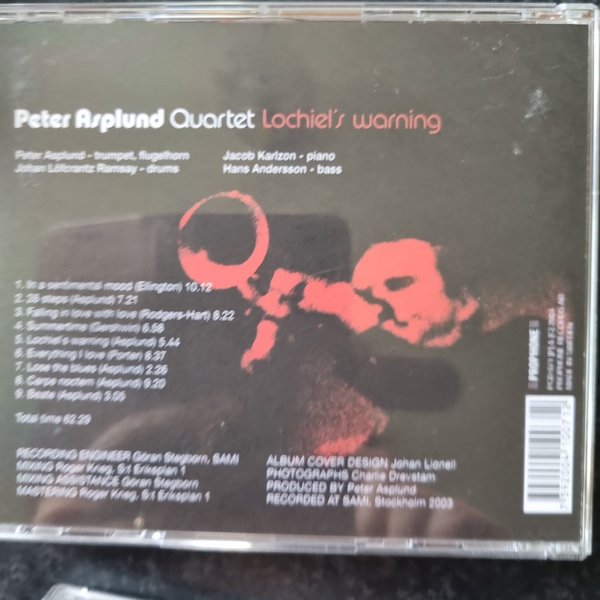 Peter Asplund Quartet Lochiel's warning
Peter Asplund - trumpet, flugelhorn
Johan Löfcrantz Ramsay - drums
Jacob Karlzon - piano
Hans Andersson - bass
1. In a sentimental mood (Ellington) 10.12
2. 26 steps (Asplund) 7.21
3. Falling in love with love (Rodgers-Hart) 8.22
4. Summertime (Gershwin) 6.58
5. Lochiel's warning (Asplund) 5.44
6. Everything I love (Porter) 8.37
7. Lose the blues (Asplund) 2.26
8. Carpe noctem (Asplund) 9.20
9. Beate (Asplund) 3.05
Total time 62.29
RECORDING ENGINEER Göran Stegborn, SAMI
MIXING Roger Krieg, S:t Eriksplan 1
MIXING ASSISTANCE Göran Stegborn
MASTERING Roger Krieg, S:t Eriksplan 1
ALBUM COVER DESIGN Johan Lionell
PHOTOGRAPHS Charlie Drevstam
PRODUCED BY Peter Asplund
RECORDED AT SAMI, Stockholm 2003
PROPHONE
MADE IN SWEDEN